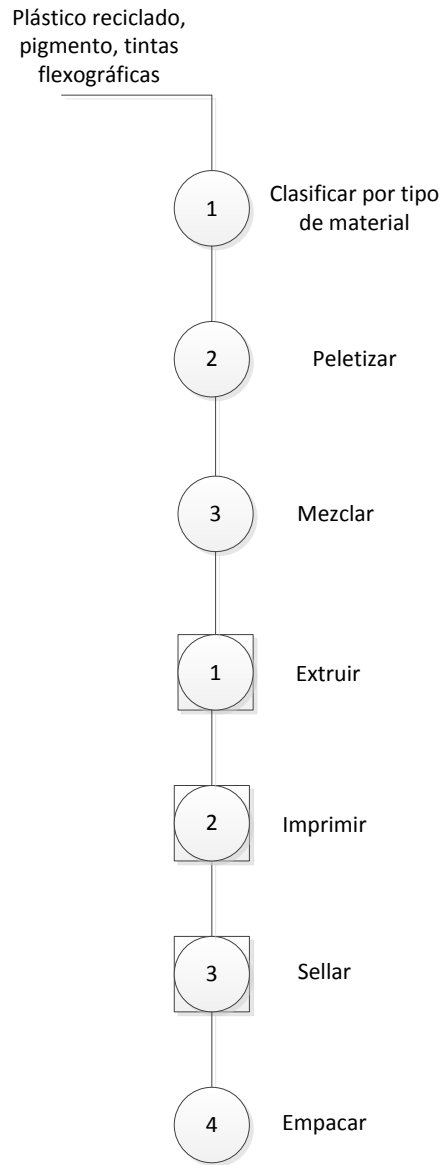 Plástico reciclado,
pigmento, tintas
flexográficas
1
Clasificar por tipo
de material
2
Peletizar
3
Mezclar
1
Extruir
2
Imprimir
3
Sellar
4
Empacar